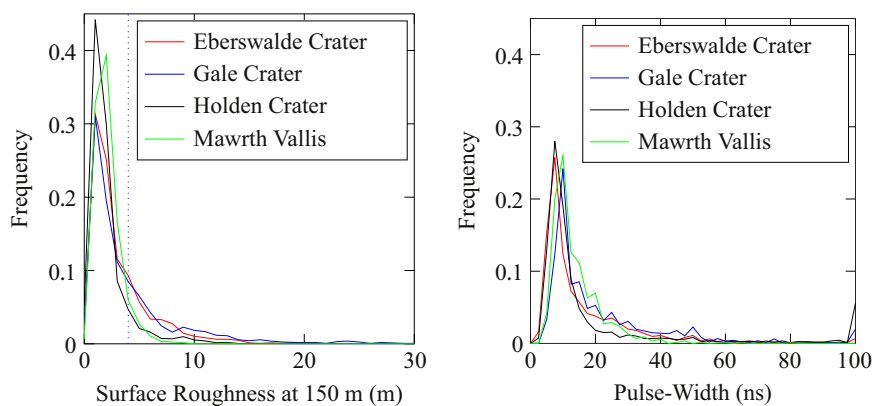 Frequency
0.4
0.3
0.2
0.1
0
0
10
20
30
Surface Roughness at 150 m (m)
Eberswalde Crater
Gale Crater
Holden Crater
Mawrth Vallis
Frequency
0.4
0.3
0.2
0.1
0
0
20
40
60
80
100
Pulse-Width (ns)
Eberswalde Crater
Gale Crater
Holden Crater
Mawrth Vallis